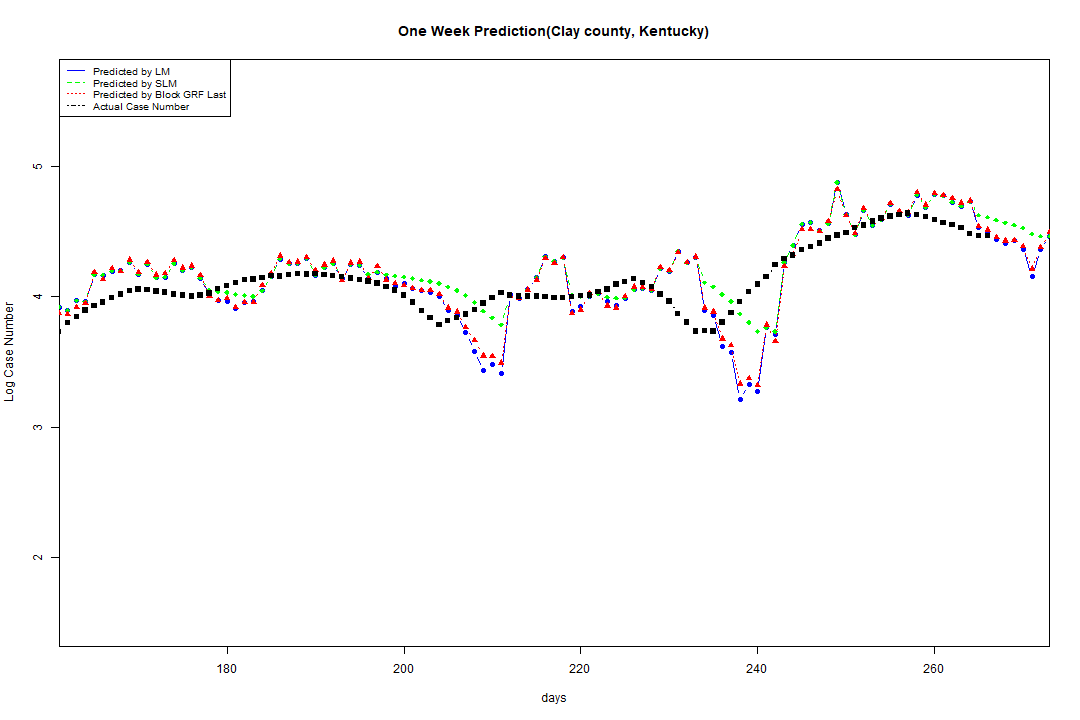 One Week Prediction(Clay county, Kentucky)
Predicted by LM
Predicted by SLM
Predicted by Block GRF Last
Actual Case Number
5
4
3
2
Log Case Number
180
200
220
240
260
days